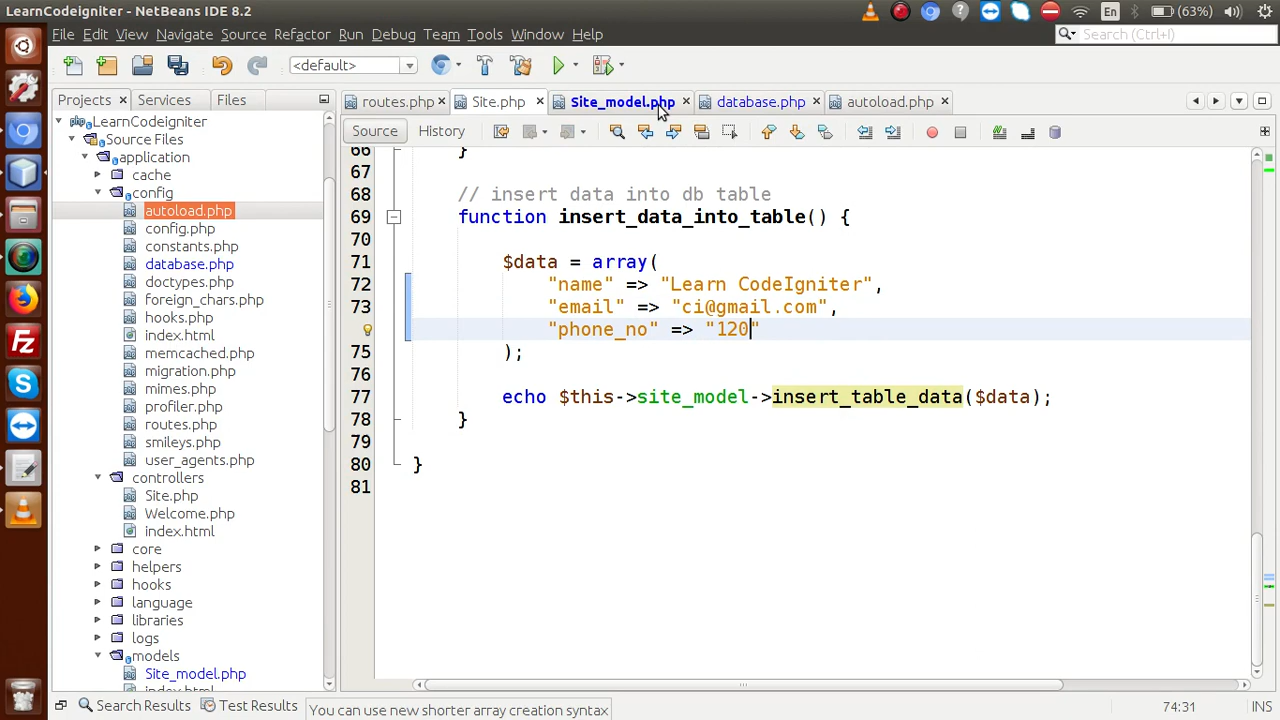 LearnCodeigniter - NetBeans IDE 8.2
En
(63%)
File Edit View Navigate Source Refactor Run Debug Team Tools Window Help
Search (Ctrl+I)
<default>
Projects Services Files
routes.php Site.php Site_model.php database.php autoload.php
Source History
LearnCodeigniter
Source Files
application
cache
config
autoload.php
config.php
constants.php
database.php
doctypes.php
foreign_chars.php
hooks.php
index.html
memcached.php
migration.php
mimes.php
profiler.php
routes.php
smileys.php
user_agents.php
controllers
Site.php
Welcome.php
index.html
core
helpers
hooks
language
libraries
logs
models
Site_model.php
index.html
66 }
67
68 // insert data into db table
69 function insert_data_into_table() {
70
71 $data = array(
72 "name" => "Learn CodeIgniter",
73 "email" => "ci@gmail.com",
"phone_no" => "120"
75 );
76
77 echo $this->site_model->insert_table_data($data);
78 }
79
80 }
81
Search Results Test Results
You can use new shorter array creation syntax
74:31 INS